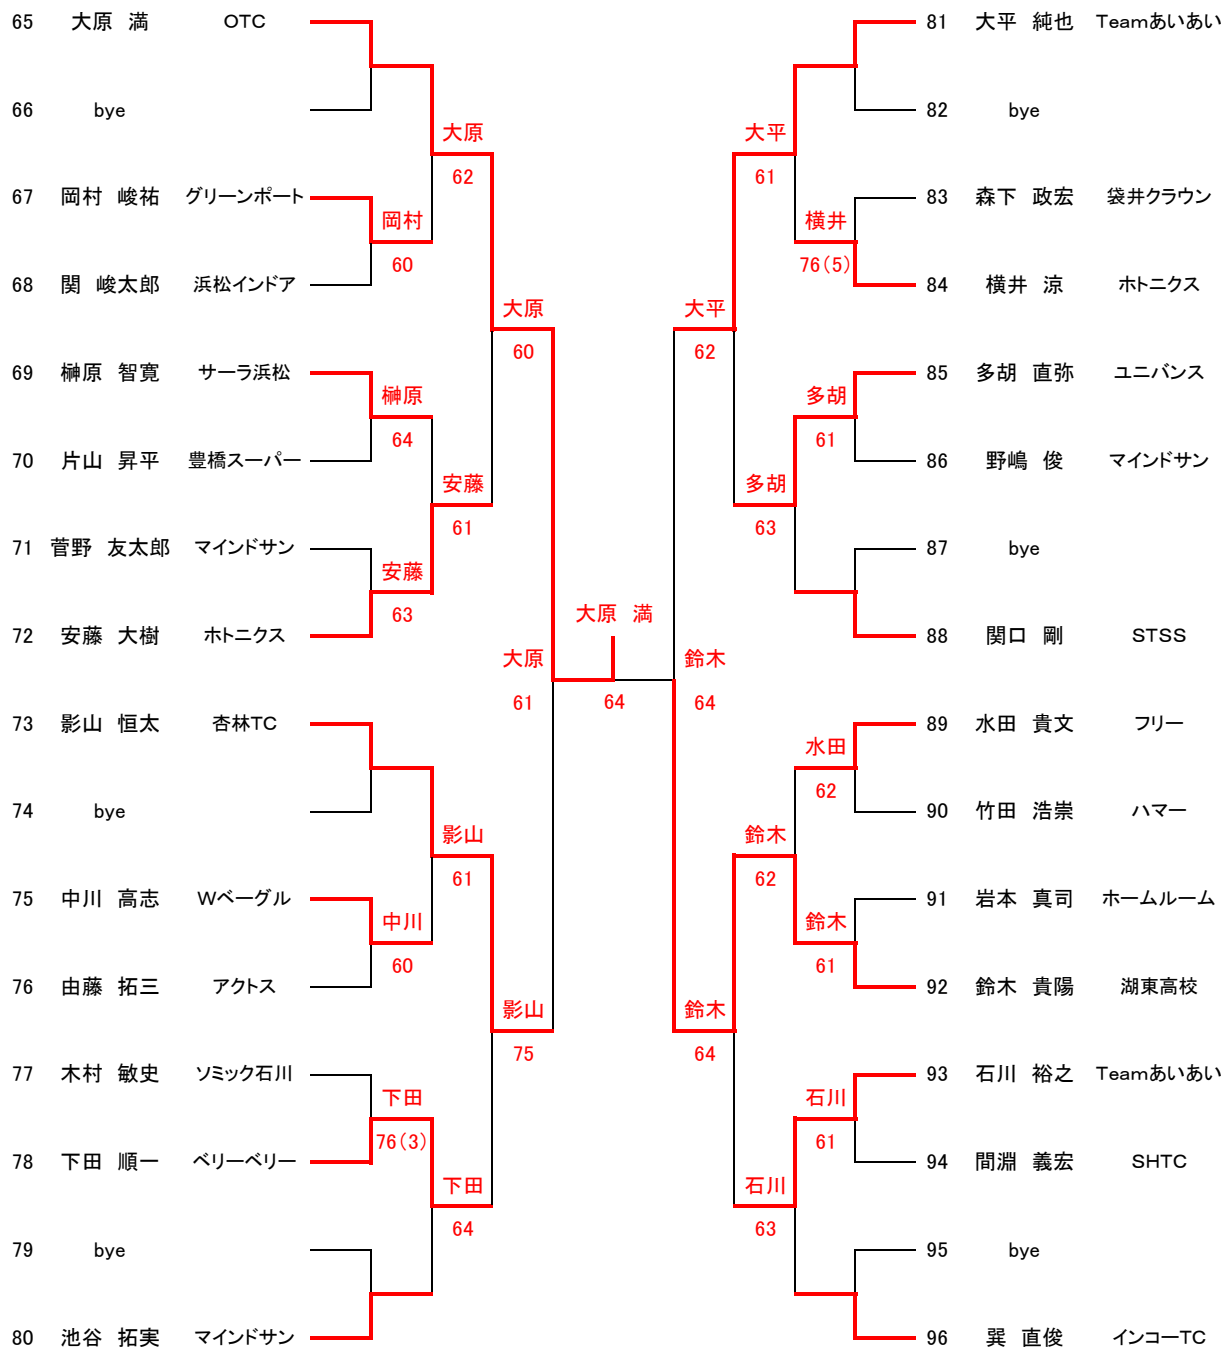 65 大原 満 OTC
66 bye
67 岡村 峻祐 グリーンポート
68 関 峻太郎 浜松インドア
69 榊原 智寛 サーラ浜松
70 片山 昇平 豊橋スーパー
71 菅野 友太郎 マインドサン
72 安藤 大樹 ホトニクス
73 影山 恒太 杏林TC
74 bye
75 中川 高志 Wベーグル
76 由藤 拓三 アクトス
77 木村 敏史 ソミック石川
78 下田 順一 ベリーベリー
79 bye
80 池谷 拓実 マインドサン
岡村
60
榊原
64
安藤
63
中川
60
下田
76(3)
大原
62
安藤
61
影山
61
下田
64
大原
60
影山
75
大原
61
大原 満
64
鈴木
64
大平
62
鈴木
64
大平
61
多胡
63
鈴木
62
石川
63
横井
76(5)
多胡
61
水田
62
鈴木
61
石川
61
81 大平 純也 Teamあいあい
82 bye
83 森下 政宏 袋井クラウン
84 横井 涼 ホトニクス
85 多胡 直弥 ユニバンス
86 野嶋 俊 マインドサン
87 bye
88 関口 剛 STSS
89 水田 貴文 フリー
90 竹田 浩崇 ハマー
91 岩本 真司 ホームルーム
92 鈴木 貴陽 湖東高校
93 石川 裕之 Teamあいあい
94 間淵 義宏 SHTC
95 bye
96 巽 直俊 インコーTC